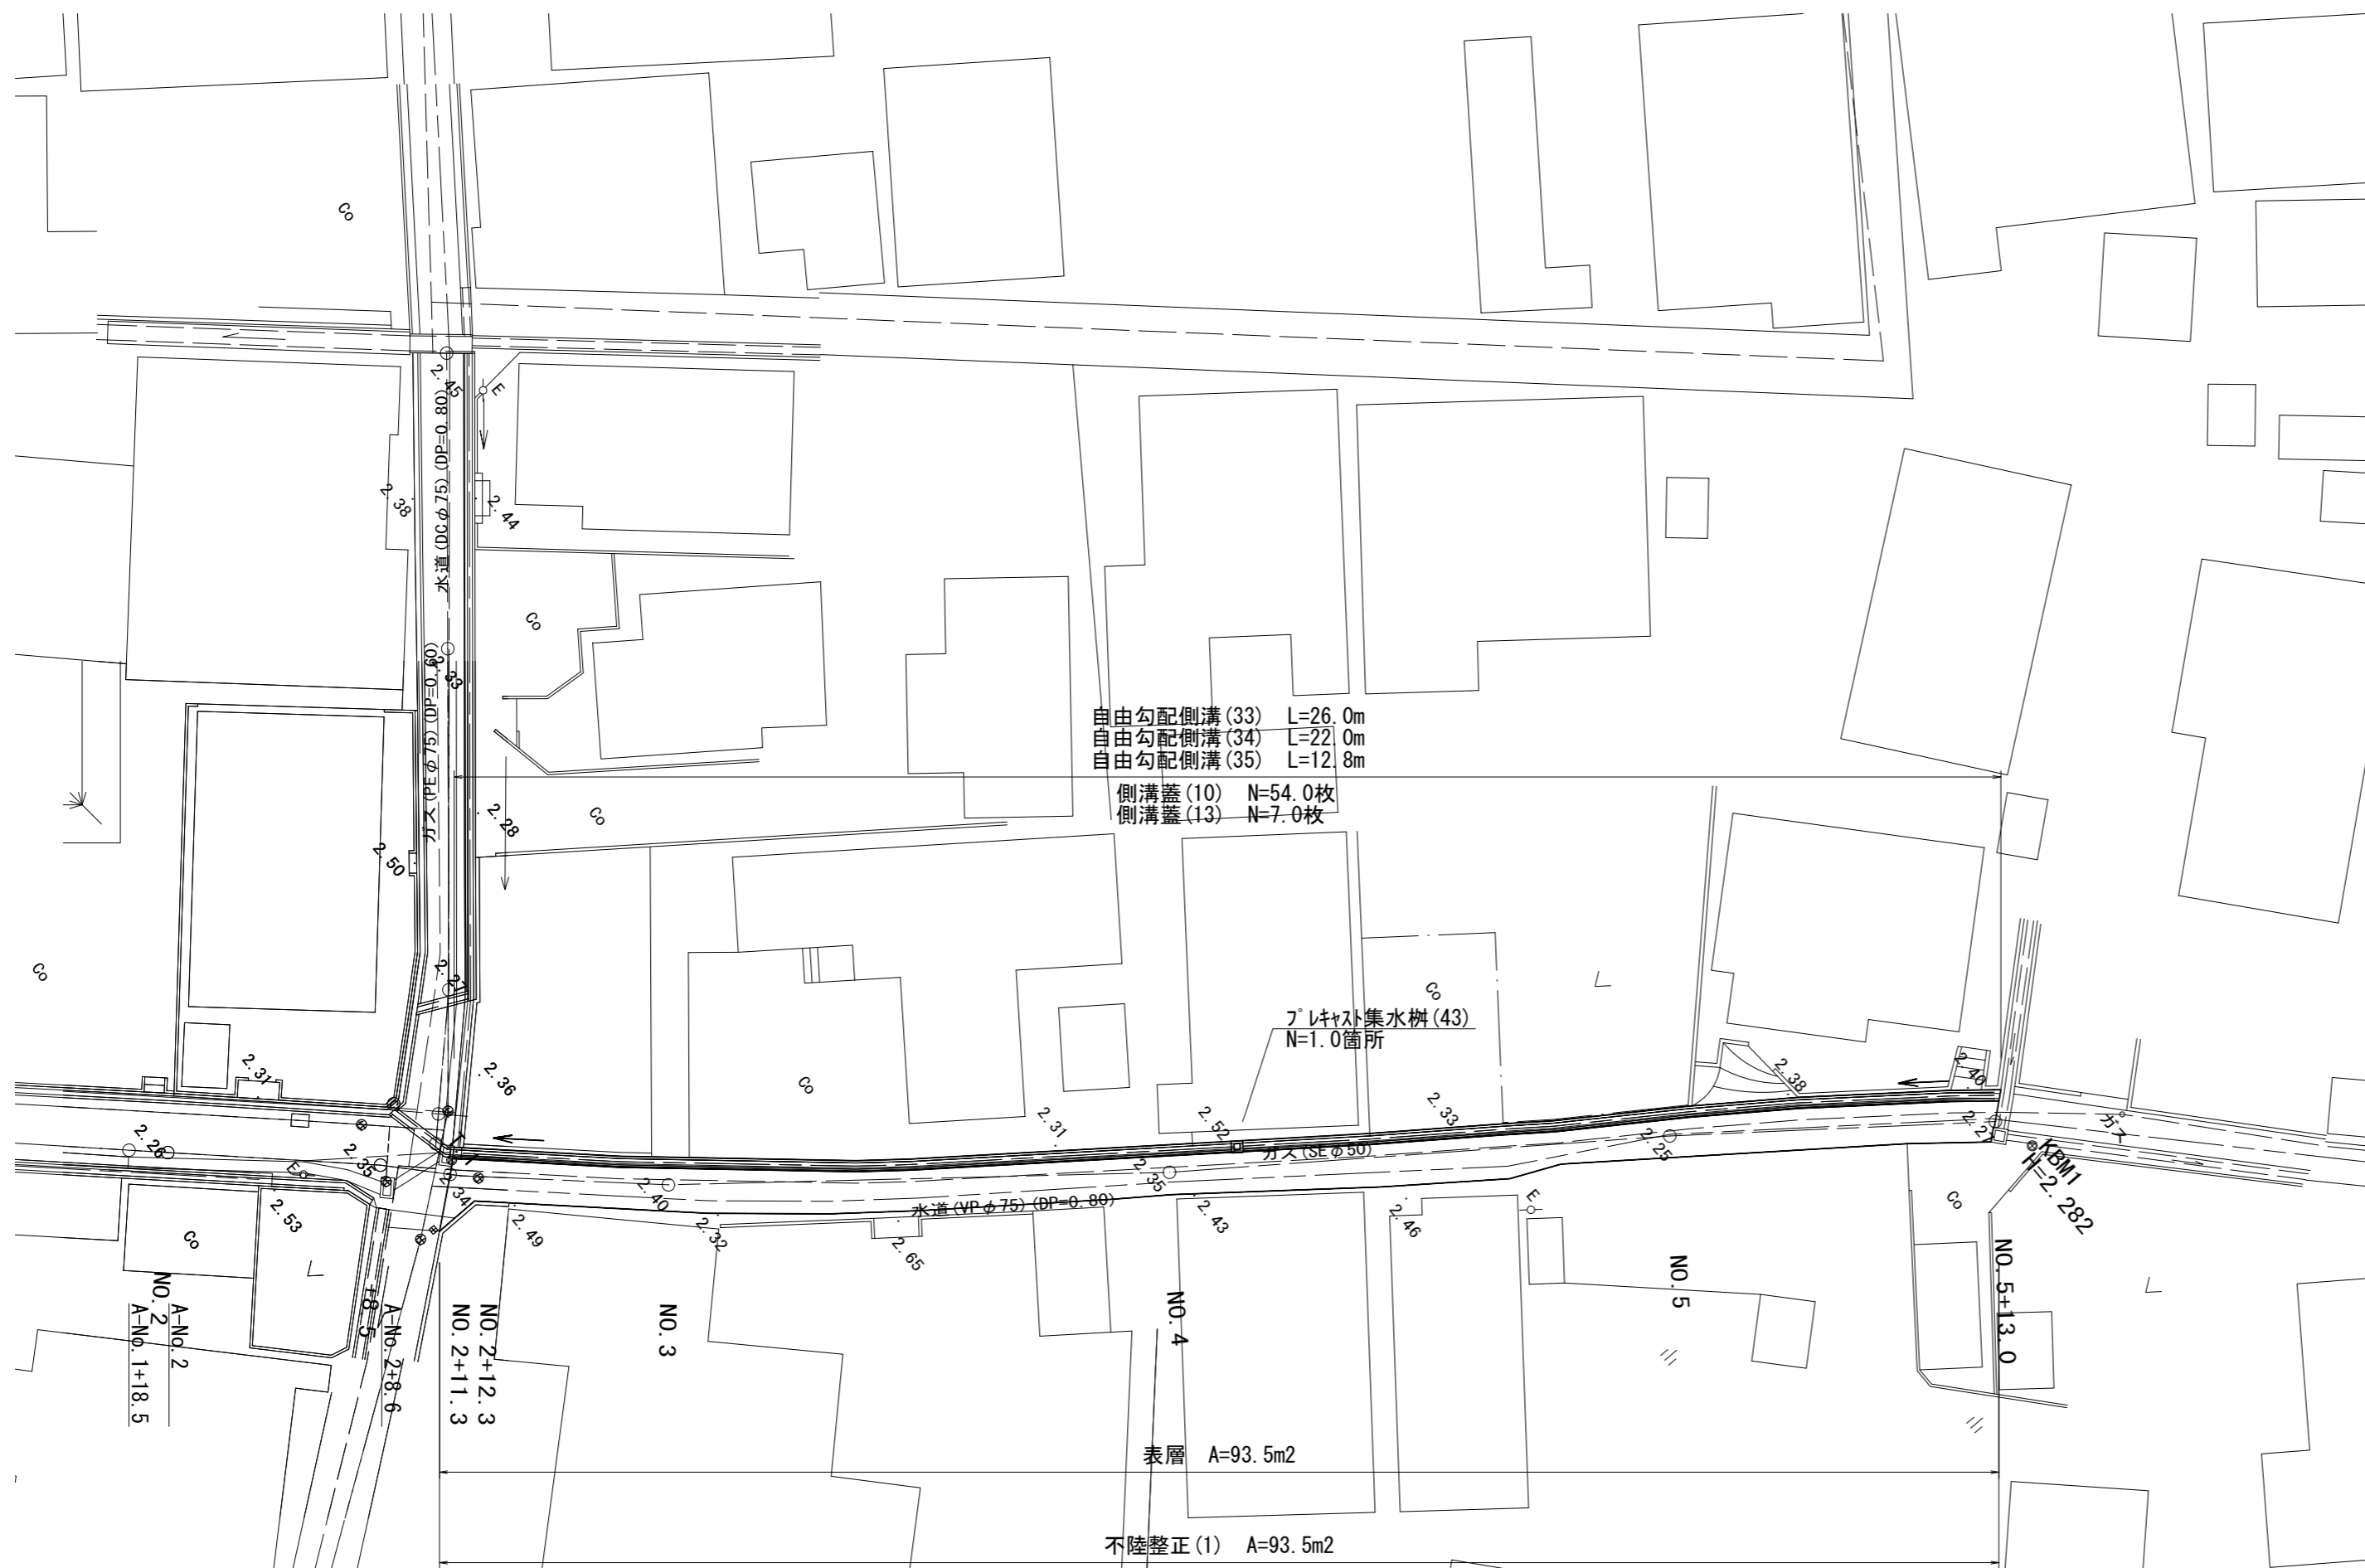 Co
2.45
E
水道(DCφ75)(DP=0.80)
2.38
2.44
Co
2.33
ガス(PEφ75)(DP=0.60)
自由勾配側溝(33) L=26.0m
自由勾配側溝(34) L=22.0m
自由勾配側溝(35) L=12.8m
側溝蓋(10) N=54.0枚
側溝蓋(13) N=7.0枚
2.28
Co
2.50
Co
2.27
Co
プレキャスト集水桝(43)
N=1.0箇所
2.31
2.36
Co
2.38
2.40
2.31
2.52
2.33
2.27
ガス
2.26
2.35
E
2.34
2.40
2.35
ガス(SEφ50)
2.25
KBM1
H=2.282
2.53
Co
2.49
2.32
水道(VPφ75)(DP=0.80)
2.65
2.43
2.46
E
Co
NO.2
A-No.2
A-No.1+18.5
+8.5
A-No.2+8.6
NO.2+11.3
NO.2+12.3
NO.3
NO.4
NO.5
NO.5+13.0
表層 A=93.5m2
不陸整正(1) A=93.5m2